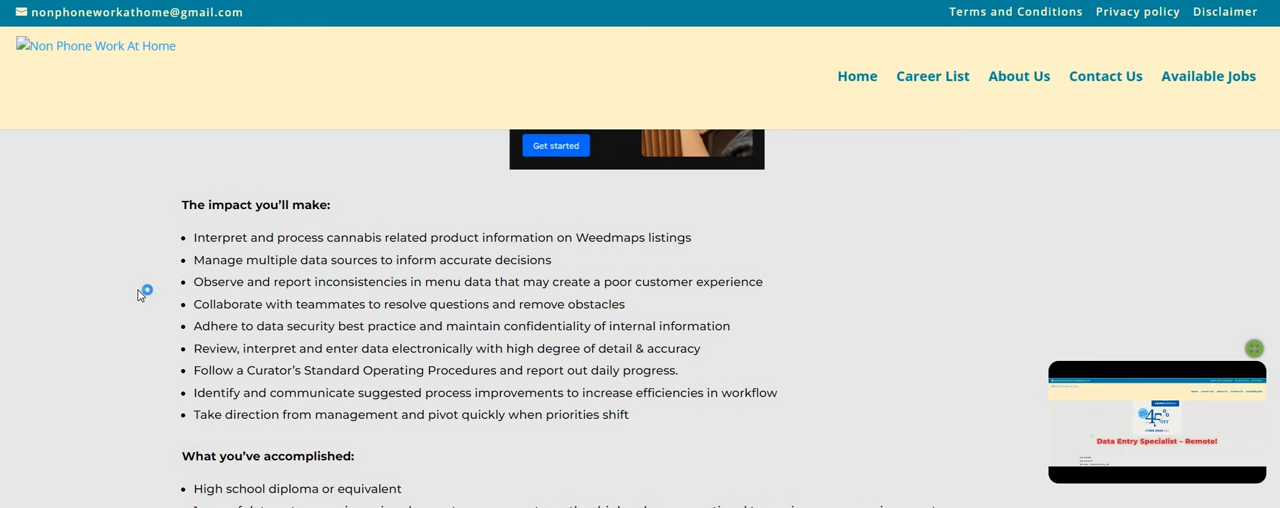 nonphoneworkathome@gmail.com
Terms and Conditions Privacy policy Disclaimer
Non Phone Work At Home
Home Career List About Us Contact Us Available Jobs
Get started
The impact you’ll make:
• Interpret and process cannabis related product information on Weedmaps listings
• Manage multiple data sources to inform accurate decisions
• Observe and report inconsistencies in menu data that may create a poor customer experience
• Collaborate with teammates to resolve questions and remove obstacles
• Adhere to data security best practice and maintain confidentiality of internal information
• Review, interpret and enter data electronically with high degree of detail & accuracy
• Follow a Curator’s Standard Operating Procedures and report out daily progress.
• Identify and communicate suggested process improvements to increase efficiencies in workflow
• Take direction from management and pivot quickly when priorities shift
45%
Data Entry Specialist – Remote!
What you’ve accomplished:
• High school diploma or equivalent